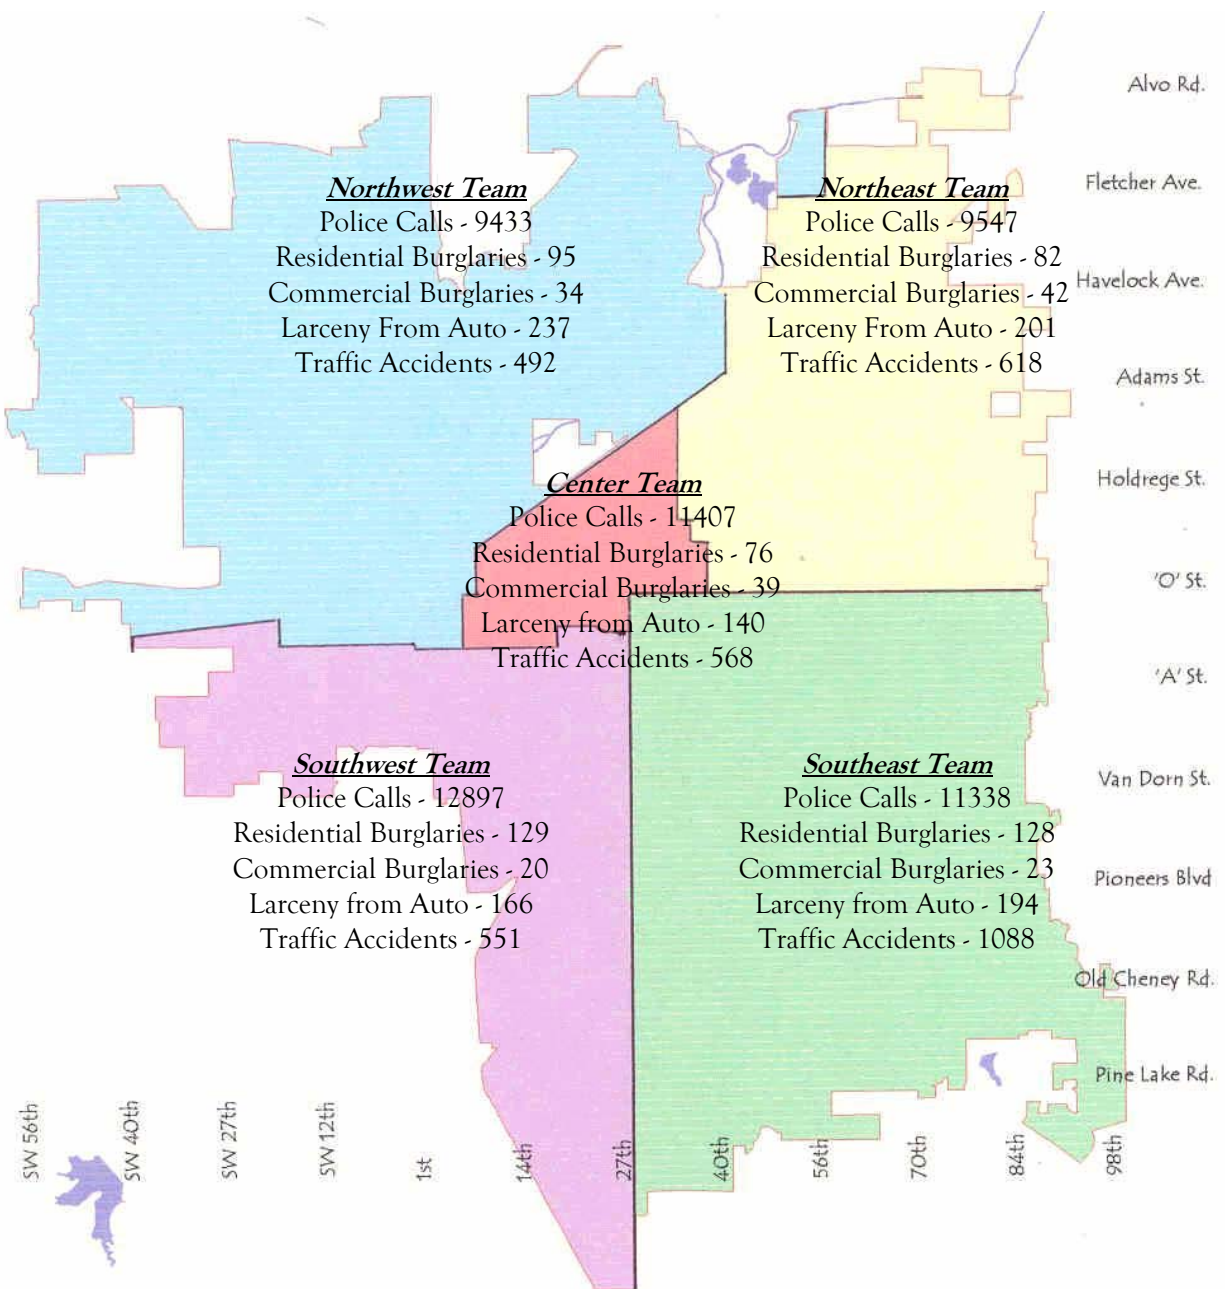 Alvo Rd.
Fletcher Ave.
Havelock Ave.
Adams St.
Holdrege St.
'O' St.
'A' St.
Van Dorn St.
Pioneers Blvd
Old Cheney Rd.
Pine Lake Rd.
Northwest Team
Police Calls - 9433
Residential Burglaries - 95
Commercial Burglaries - 34
Larceny From Auto - 237
Traffic Accidents - 492
Northeast Team
Police Calls - 9547
Residential Burglaries - 82
Commercial Burglaries - 42
Larceny From Auto - 201
Traffic Accidents - 618
Center Team
Police Calls - 11407
Residential Burglaries - 76
Commercial Burglaries - 39
Larceny from Auto - 140
Traffic Accidents - 568
Southwest Team
Police Calls - 12897
Residential Burglaries - 129
Commercial Burglaries - 20
Larceny from Auto - 166
Traffic Accidents - 551
Southeast Team
Police Calls - 11338
Residential Burglaries - 128
Commercial Burglaries - 23
Larceny from Auto - 194
Traffic Accidents - 1088
SW 56th
SW 40th
SW 27th
SW 12th
1st
14th
27th
40th
56th
70th
84th
98th